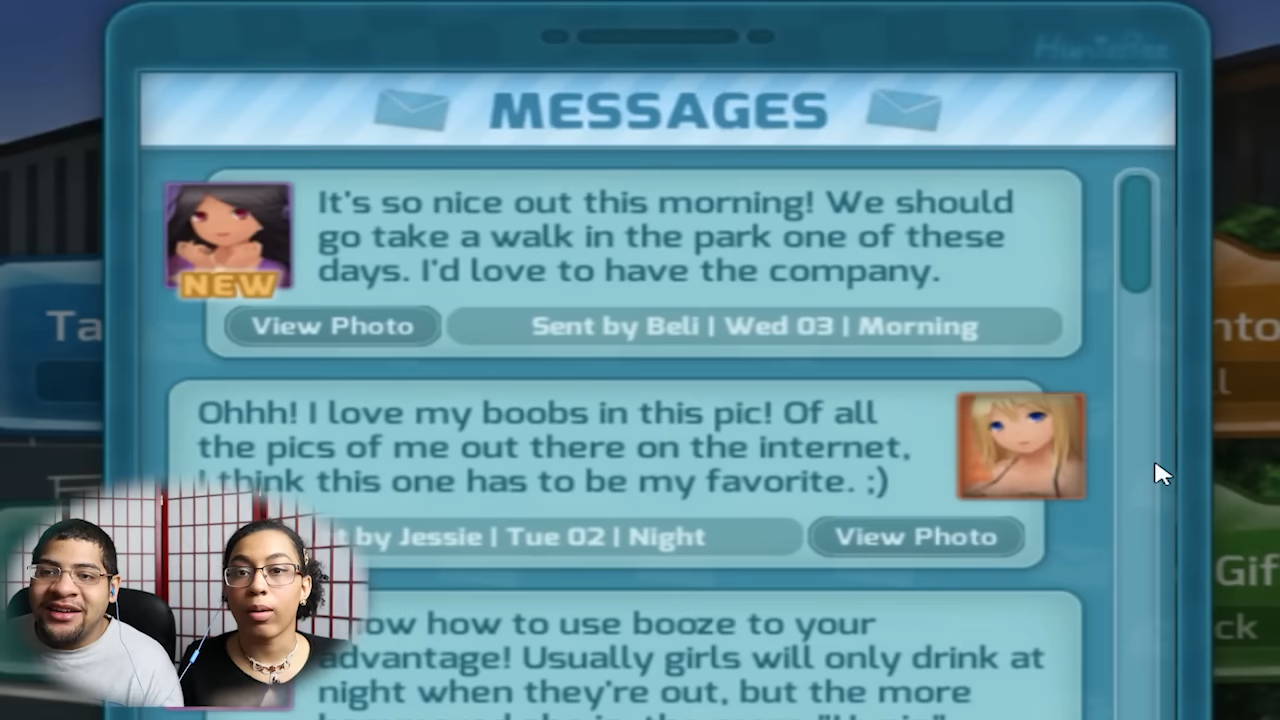 HuniePlex
MESSAGES
It's so nice out this morning! We should
go take a walk in the park one of these
days. I'd love to have the company.
NEW
View Photo
Sent by Beli | Wed 03 | Morning
Ta
Ohhh! I love my boobs in this pic! Of all
the pics of me out there on the internet,
I think this one has to be my favorite. ;)
t by Jessie | Tue 02 | Night
View Photo
Gif
ck
ow how to use booze to your
advantage! Usually girls will only drink at
night when they're out, but the more